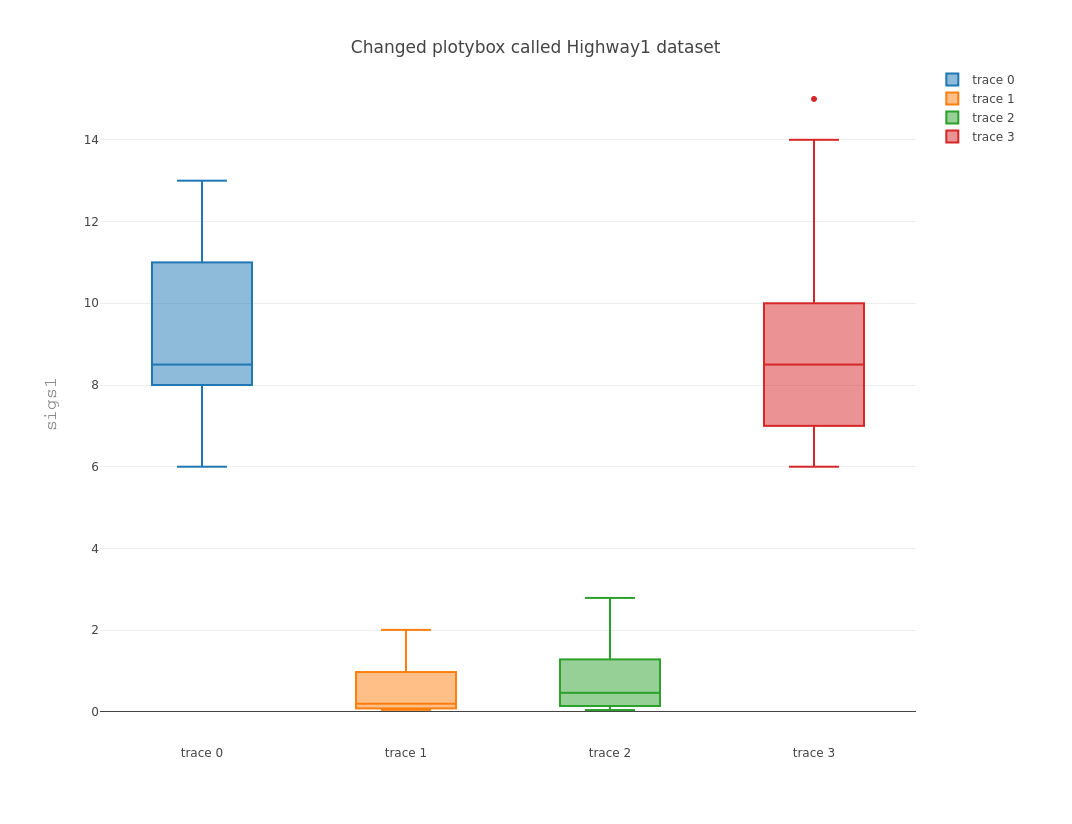 Changed plotybox called Highway1 dataset
trace 0
trace 1
trace 2
trace 3
14
12
10
8
6
4
2
0
sigs1
trace 0
trace 1
trace 2
trace 3